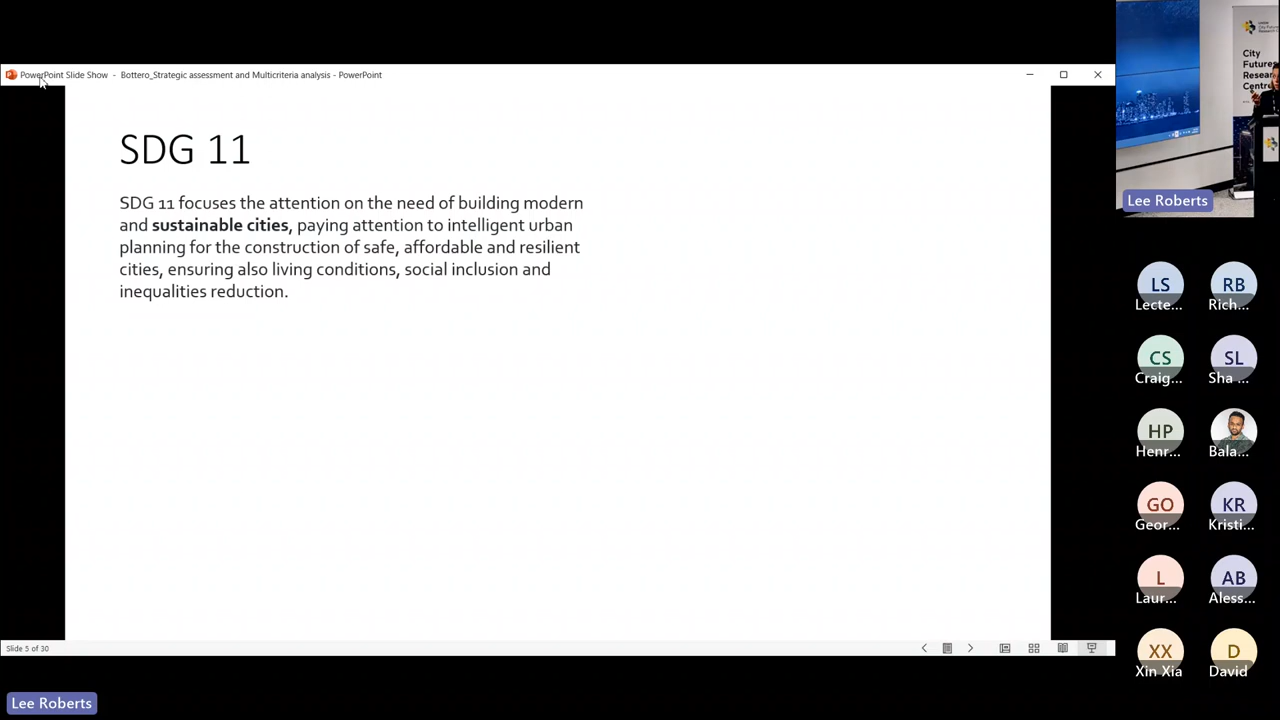 PowerPoint Slide Show - Bottero_Strategic assessment and Multicriteria analysis - PowerPoint
SDG 11
SDG 11 focuses the attention on the need of building modern
and sustainable cities, paying attention to intelligent urban
planning for the construction of safe, affordable and resilient
cities, ensuring also living conditions, social inclusion and
inequalities reduction.
Slide 5 of 30
Lee Roberts
City
Futures
Centre
Lee Roberts
LS
Lecte...
RB
Rich...
CS
Craig...
SL
Sha ...
HP
Henr...
Bala...
GO
Geor...
KR
Kristi...
L
Laur...
AB
Aless...
XX
Xin Xia
D
David